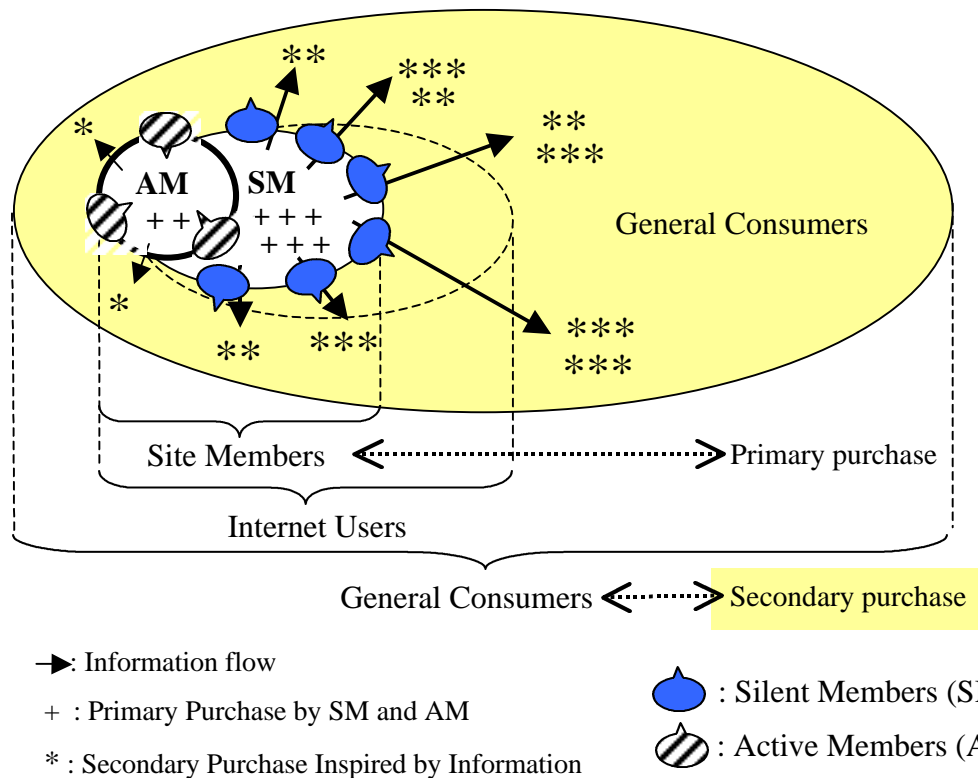 **
***
**
**
***
*
AM
SM
+ +
+ + +
+ + +
General Consumers
*
**
***
***
***
Site Members
Primary purchase
Internet Users
General Consumers
Secondary purchase
: Information flow
+ : Primary Purchase by SM and AM
* : Secondary Purchase Inspired by Information
: Silent Members (S
: Active Members (A